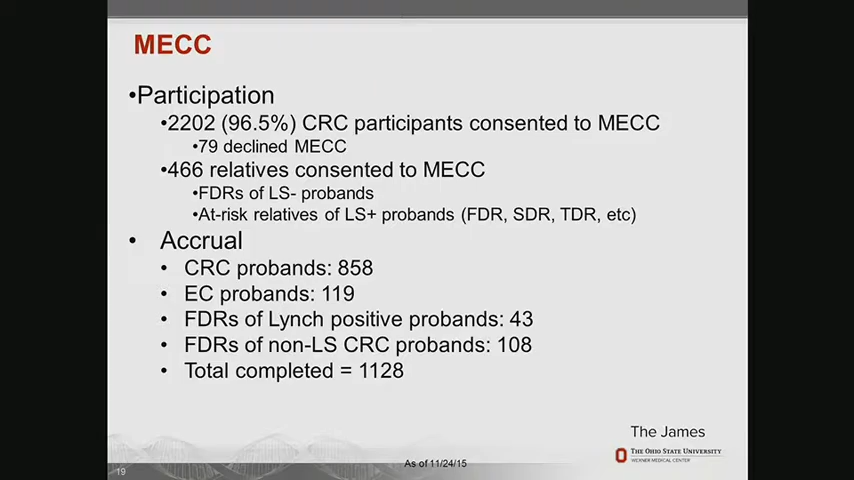 MECC
•Participation
•2202 (96.5%) CRC participants consented to MECC
•79 declined MECC
•466 relatives consented to MECC
•FDRs of LS- probands
•At-risk relatives of LS+ probands (FDR, SDR, TDR, etc)
• Accrual
• CRC probands: 858
• EC probands: 119
• FDRs of Lynch positive probands: 43
• FDRs of non-LS CRC probands: 108
• Total completed = 1128
The James
THE OHIO STATE UNIVERSITY
WEXNER MEDICAL CENTER
As of 11/24/15
19